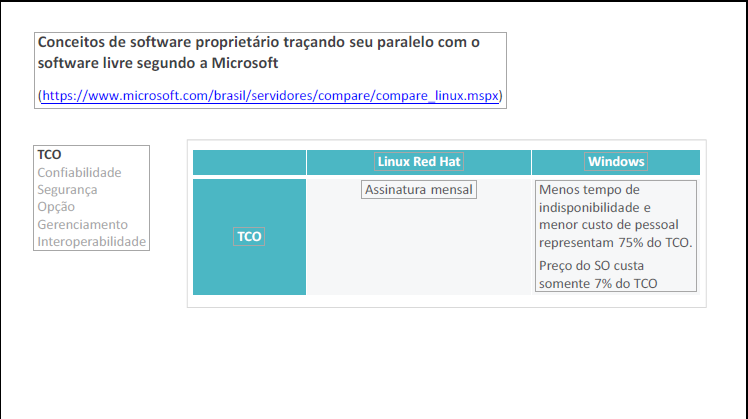 Conceitos de software proprietário traçando seu paralelo com o
software livre segundo a Microsoft
(https://www.microsoft.com/brasil/servidores/compare/compare_linux.mspx)
TCO
Confiabilidade
Segurança
Opção
Gerenciamento
Interoperabilidade
Linux Red Hat
Windows
TCO
Assinatura mensal
Menos tempo de
indisponibilidade e
menor custo de pessoal
representam 75% do TCO.
Preço do SO custa
somente 7% do TCO